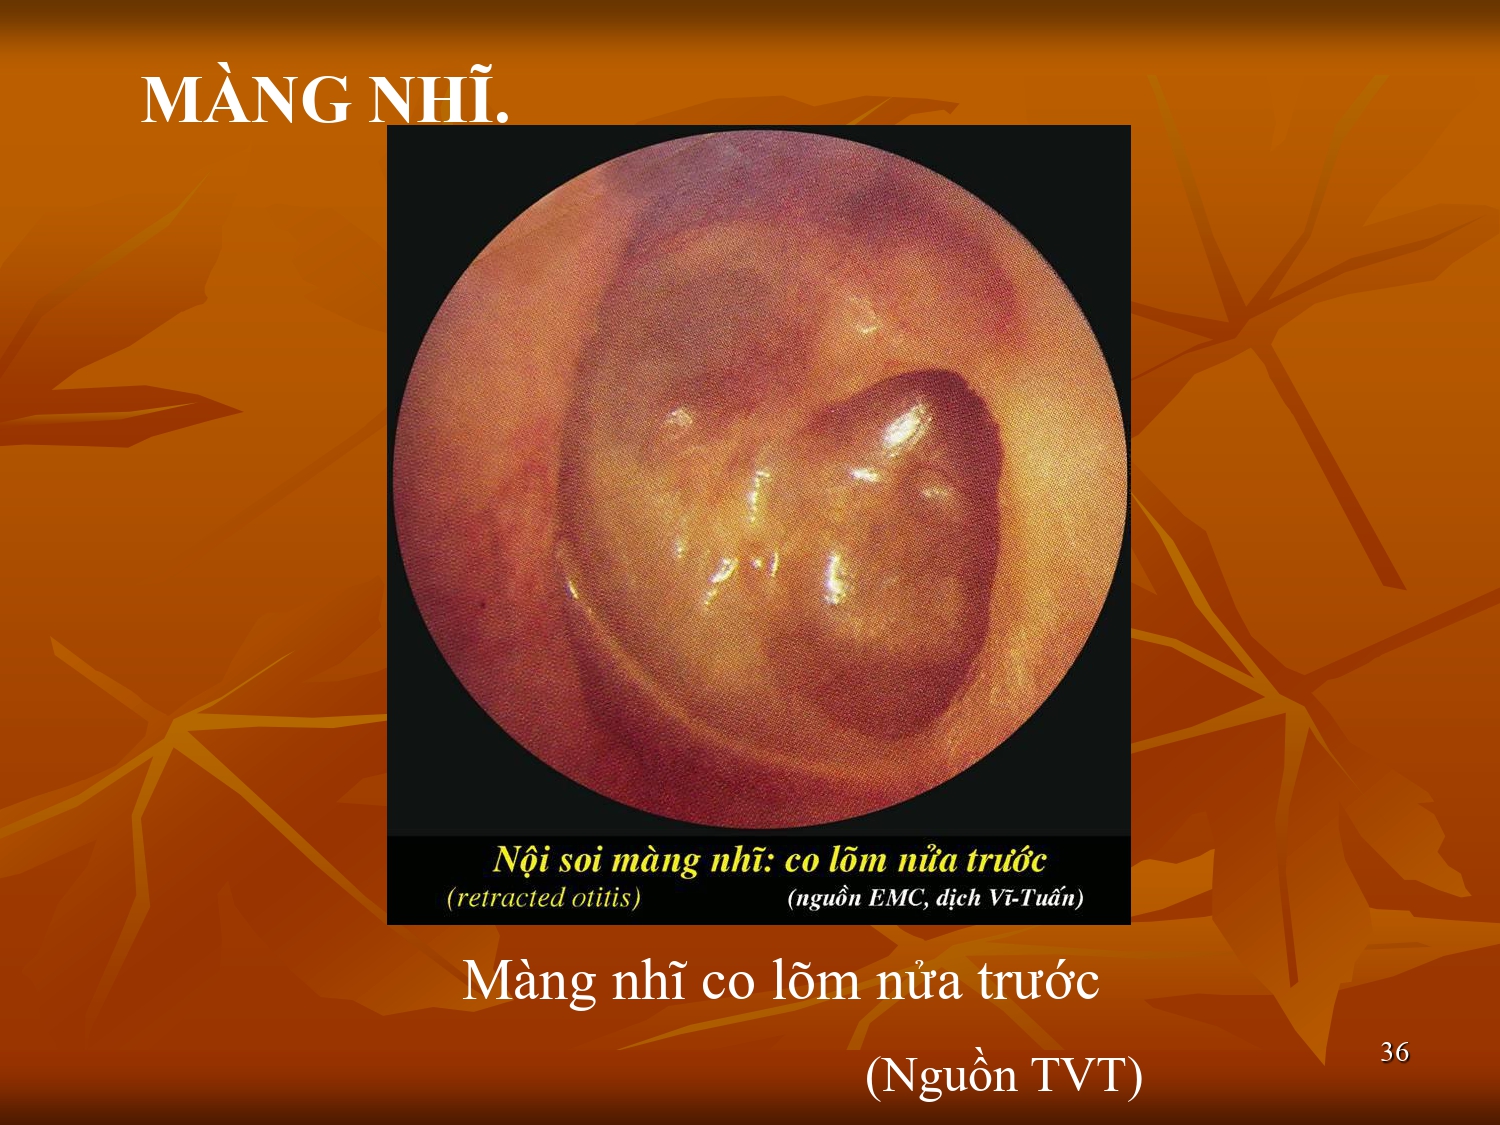 MÀNG NHĨ.
Nội soi màng nhĩ: co lõm nửa trước
(retracted otitis) (nguồn EMC, dịch Vĩ-Tuấn)
Màng nhĩ co lõm nửa trước
(Nguồn TVT)
36